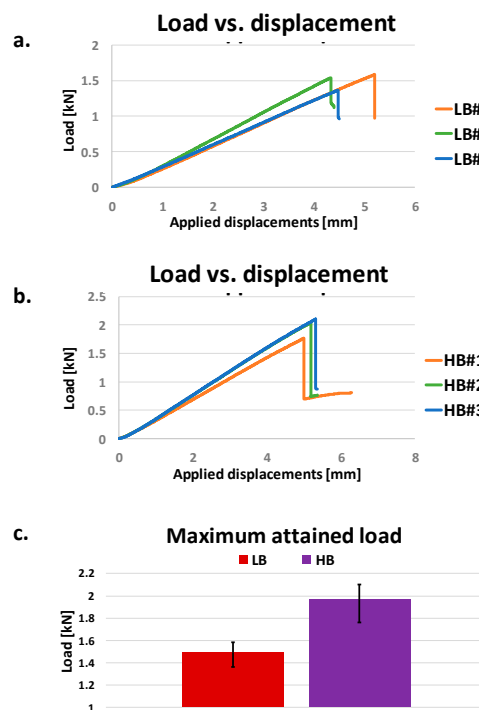 a.
Load vs. displacement
2
1.5
1
0.5
0
Load [kN]
0 1 2 3 4 5 6
Applied displacements [mm]
LB#
LB#
LB#
b.
Load vs. displacement
2.5
2
1.5
1
0.5
0
Load [kN]
0 2 4 6 8
Applied displacements [mm]
HB#1
HB#2
HB#3
c.
Maximum attained load
LB HB
2.2
2
1.8
1.6
1.4
1.2
1
Load [kN]